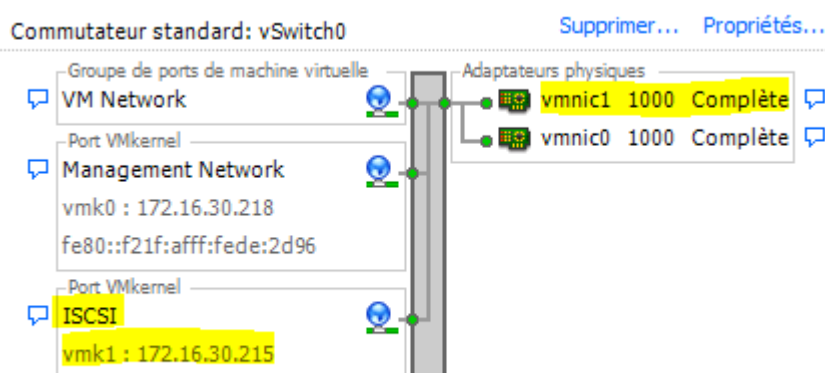 Commutateur standard: vSwitch0 Supprimer... Propriétés...
Groupe de ports de machine virtuelle
VM Network
Adaptateurs physiques
vmnic1 1000 Complète
vmnic0 1000 Complète
Port VMkernel
Management Network
vmk0 : 172.16.30.218
fe80::f21f:afff:fede:2d96
Port VMkernel
ISCSI
vmk1 : 172.16.30.215